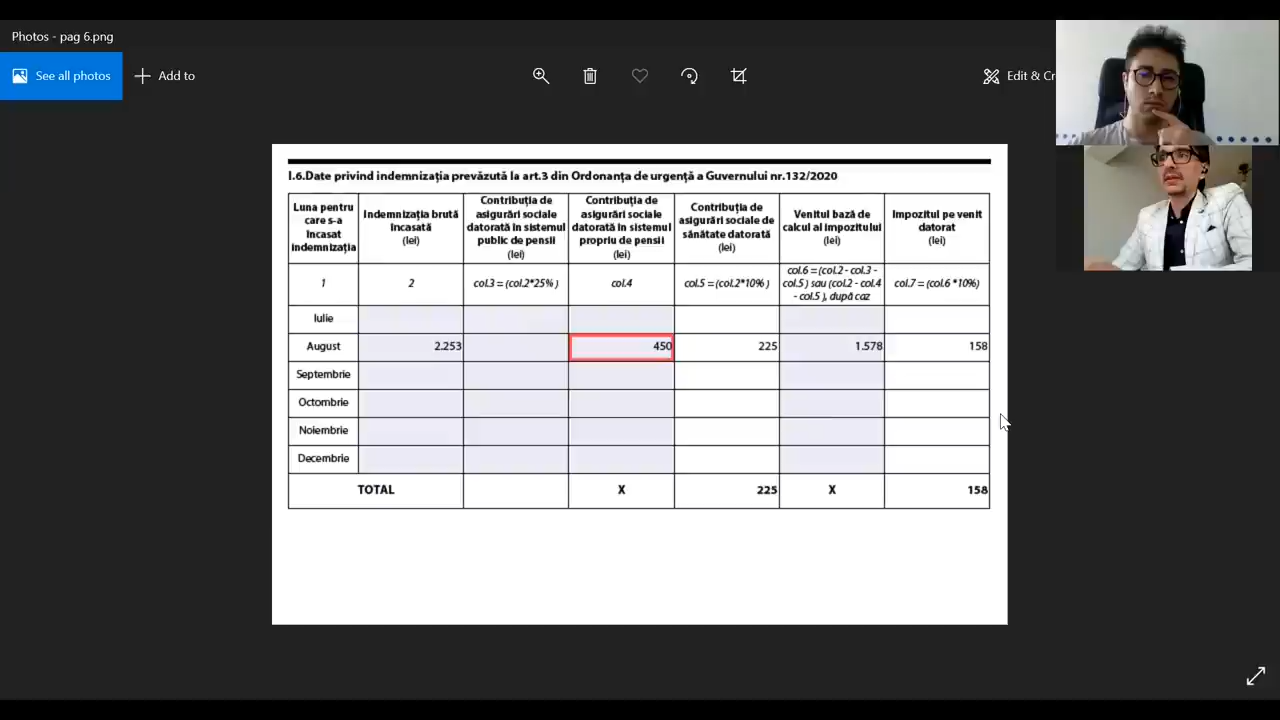 Photos - pag 6.png
See all photos
Add to
Edit & Cr
I.6.Date privind indemnizația prevăzută la art.3 din Ordonanța de urgență a Guvernului nr.132/2020
Luna pentru
care s-a
încasat
indemnizația
Indemnizația brută
încasată
(lei)
Contribuția de
asigurări sociale
datorată în sistemul
public de pensii
(lei)
Contribuția de
asigurări sociale
datorată în sistemul
propriu de pensii
(lei)
Contribuția de
asigurări sociale de
sănătate datorată
(lei)
Venitul bază de
calcul al impozitului
(lei)
Impozitul pe venit
datorat
(lei)
1
2
col.3 = (col.2*25% )
col.4
col.5 = (col.2*10% )
col.6 = (col.2 - col.3 -
col.5 ) sau (col.2 - col.4
- col.5 ), după caz
col.7 = (col.6 *10%)
Iulie
August 2.253 450 225 1.578 158
Septembrie
Octombrie
Noiembrie
Decembrie
TOTAL X 225 X 158